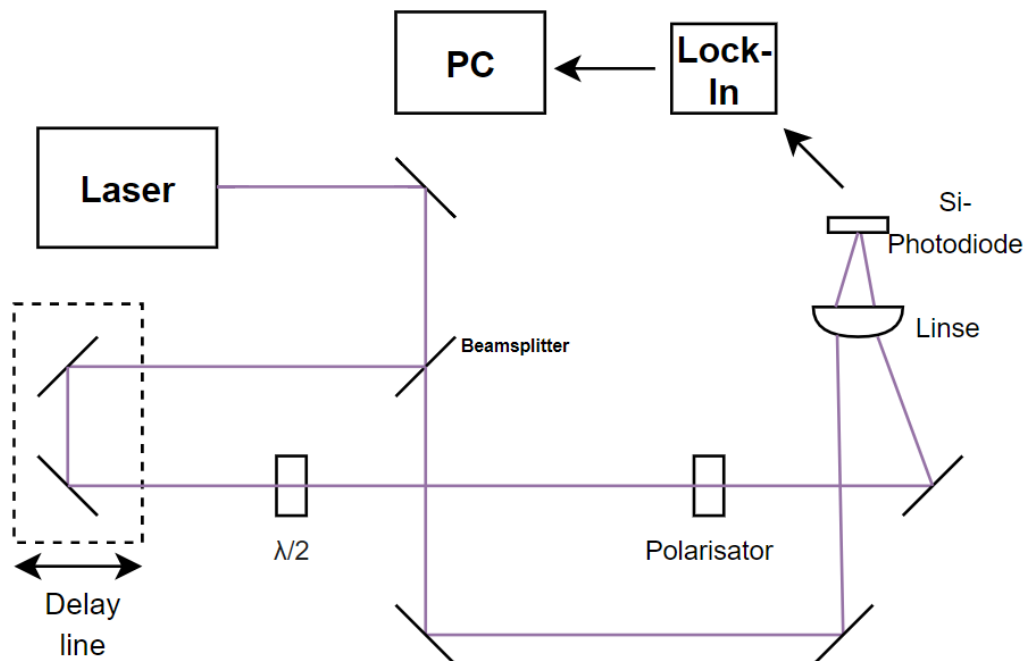 PC
Lock-
In
Laser
Si-
Photodiode
Linse
Beamsplitter
λ/2
Polarisator
Delay
line